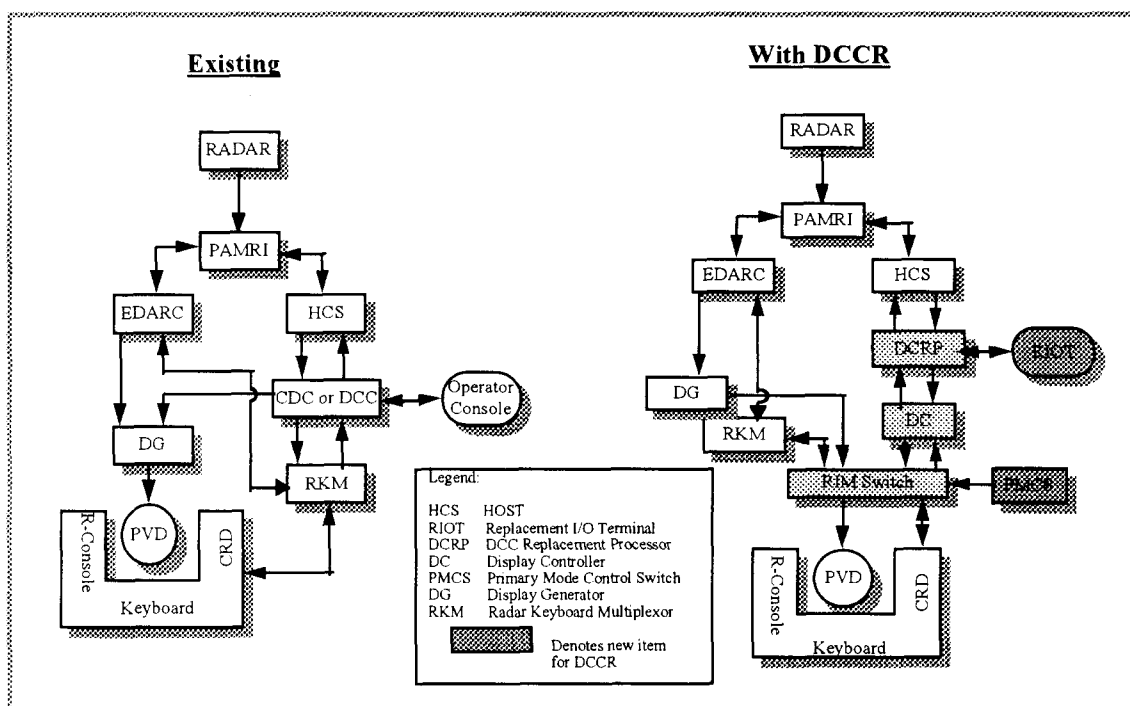 Existing
RADAR
PAMRI
EDARC
HCS
CDC or DCC
Operator
Console
DG
RKM
PVD
R-Console
CRD
Keyboard
With DCCR
RADAR
PAMRI
EDARC
HCS
DCRP
RIOT
DG
RKM
DC
RIM Switch
PMCS
PVD
R-Console
CRD
Keyboard
Legend:
HCS HOST
RIOT Replacement I/O Terminal
DCRP DCC Replacement Processor
DC Display Controller
PMCS Primary Mode Control Switch
DG Display Generator
RKM Radar Keyboard Multiplexor
Denotes new item
for DCCR